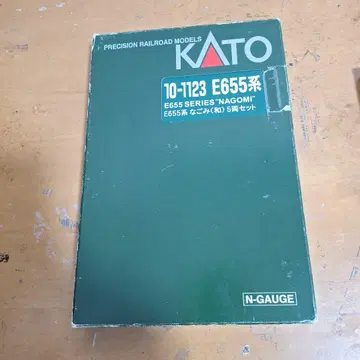 PRECISION RAILROAD MODELS
KATO
10-1123 E655系
E655 SERIES "NAGOMI"
E655系 なごみ(和) 5両セット
N-GAUGE